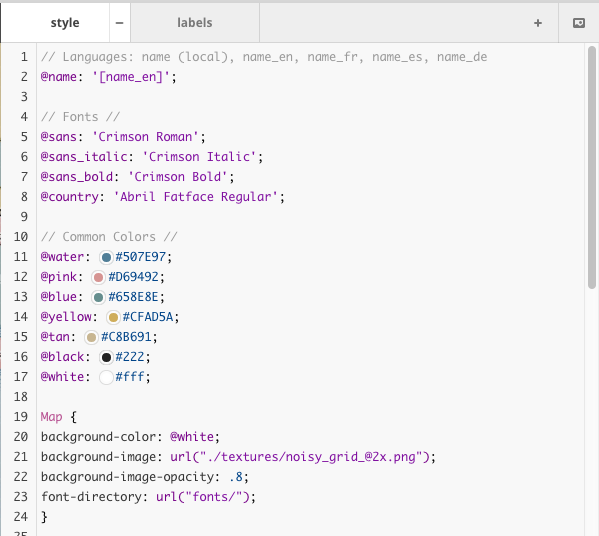 style − labels +
1 // Languages: name (local), name_en, name_fr, name_es, name_de
2 @name: '[name_en]';
3
4 // Fonts //
5 @sans: 'Crimson Roman';
6 @sans_italic: 'Crimson Italic';
7 @sans_bold: 'Crimson Bold';
8 @country: 'Abril Fatface Regular';
9
10 // Common Colors //
11 @water: #507E97;
12 @pink: #D69492;
13 @blue: #658E8E;
14 @yellow: #CFAD5A;
15 @tan: #C8B691;
16 @black: #222;
17 @white: #fff;
18
19 Map {
20 background-color: @white;
21 background-image: url("./textures/noisy_grid_@2x.png");
22 background-image-opacity: .8;
23 font-directory: url("fonts/");
24 }
25